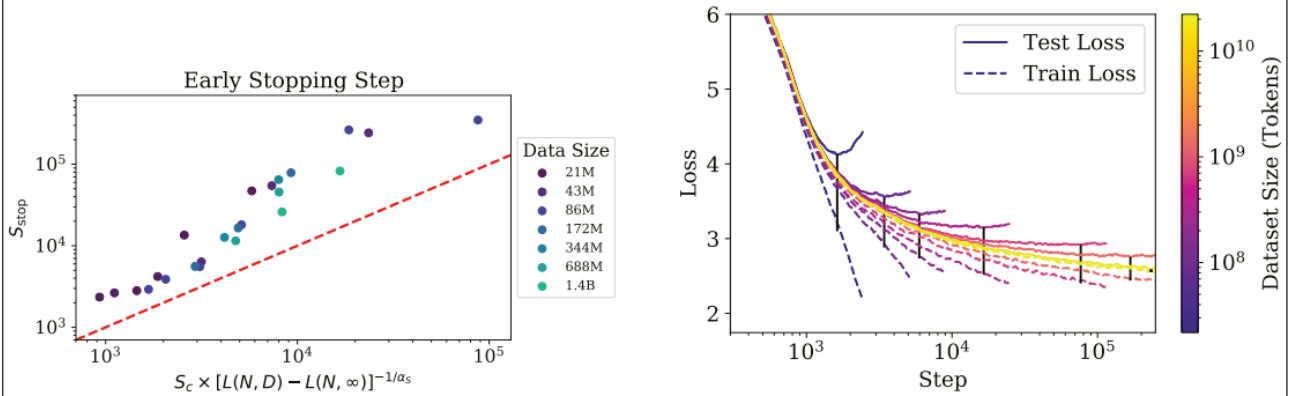 Early Stopping Step
S_stop
10^5
10^4
10^3
10^3
10^4
10^5
S_c × [L(N, D) − L(N, ∞)]^{−1/α_S}
Data Size
21M
43M
86M
172M
344M
688M
1.4B
Loss
6
5
4
3
2
10^3
10^4
10^5
Step
Test Loss
Train Loss
10^10
10^9
10^8
Dataset Size (Tokens)